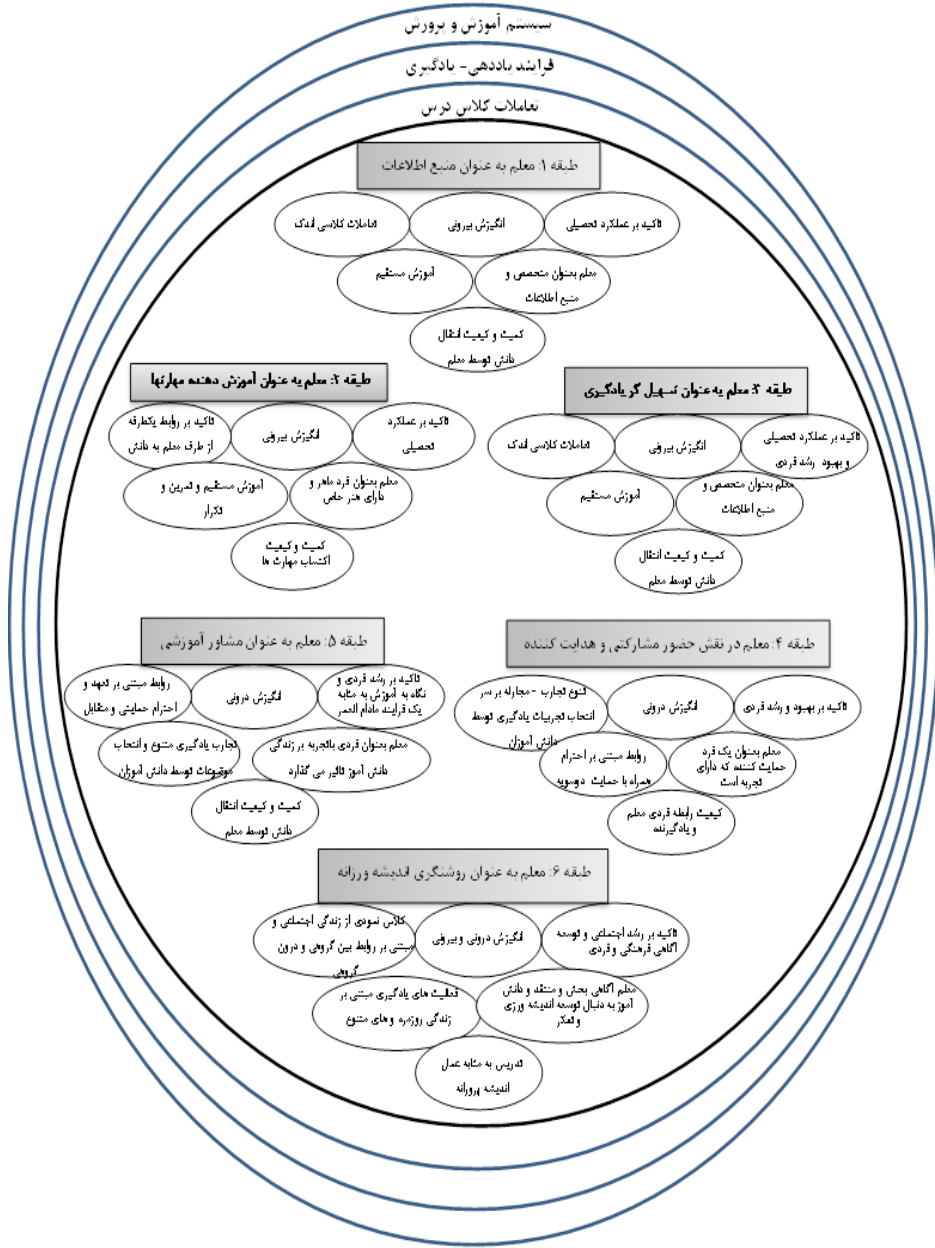 سیستم آموزش و پرورش
فرایند یاددهی- یادگیری
تعاملات کلاس درس
طبقه ۱: معلم به عنوان منبع اطلاعات
تاکید بر عملکرد تحصیلی
انگیزش بیرونی
تعاملات کلاسی اندک
معلم بعنوان متخصص و
منبع اطلاعات
آموزش مستقیم
کمیت و کیفیت انتقال
دانش توسط معلم
طبقه ۲: معلم به عنوان آموزش دهنده مهارتها
تاکید بر عملکرد
تحصیلی
انگیزش بیرونی
تاکید بر روابط یکطرفه
از طرف معلم به دانش
معلم بعنوان فرد ماهر و
دارای هنر خاص
آموزش مستقیم و تمرین و
تکرار
کمیت و کیفیت
اکتساب مهارت ها
طبقه ۳: معلم به عنوان تسهیل گر یادگیری
تاکید بر عملکرد تحصیلی
و بهبود رشد فردی
انگیزش بیرونی
تعاملات کلاسی اندک
معلم بعنوان متخصص و
منبع اطلاعات
آموزش مستقیم
کمیت و کیفیت انتقال
دانش توسط معلم
طبقه ۴: معلم در نقش حضور مشارکتی و هدایت کننده
تاکید بر بهبود و رشد فردی
انگیزش درونی
تنوع تجارب - مجادله بر سر
انتخاب تجربیات یادگیری توسط
دانش آموزان
معلم بعنوان یک فرد
حمایت کننده که دارای
تجربه است
روابط مبتنی بر احترام
همراه با حمایت دوسویه
کیفیت رابطه فردی معلم
و یادگیرنده
طبقه ۵: معلم به عنوان مشاور آموزشی
تاکید بر رشد فردی و
نگاه به آموزش به مثابه
یک فرایند مادام العمر
انگیزش درونی
روابط مبتنی بر تعهد و
احترام حمایتی و متقابل
معلم بعنوان فردی باتجربه بر زندگی
دانش آموز تاثیر می گذارد
تجارب یادگیری متنوع و انتخاب
موضوعات توسط دانش آموزان
کمیت و کیفیت انتقال
دانش توسط معلم
طبقه ۶: معلم به عنوان روشنگری اندیشه ورزانه
تاکید بر رشد اجتماعی و توسعه
آگاهی فرهنگی و فردی
انگیزش درونی و بیرونی
کلاس نمودی از زندگی اجتماعی و
مبتنی بر روابط بین گروهی و درون
گروهی
معلم آگاهی بخش و منتقد و دانش
آموز به دنبال توسعه اندیشه ورزی
و تفکر
فعالیت های یادگیری مبتنی بر
زندگی روزمره و های متنوع
تدریس به مثابه عمل
اندیشه پرورانه